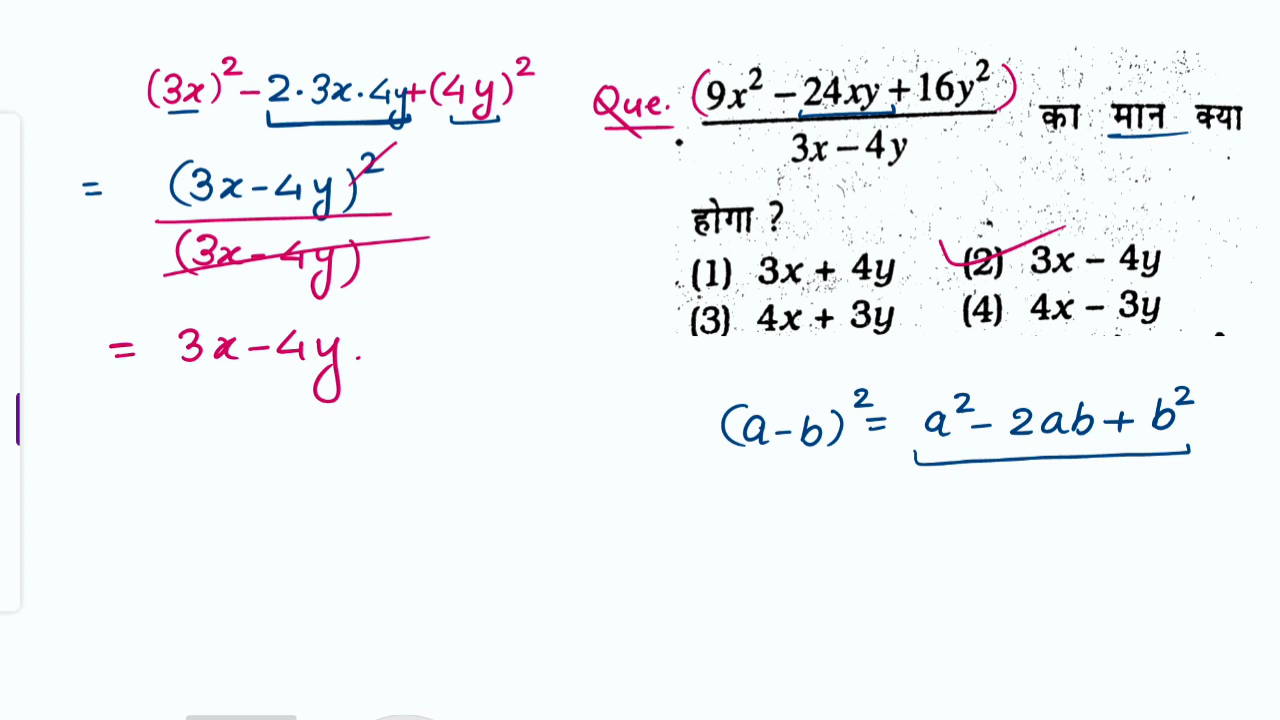 (3x)² - 2·3x·4y+(4y)²
= (3x-4y)²
(3x-4y)
= 3x-4y.
Que. (9x² – 24xy + 16y²)
3x – 4y
का मान क्या
होगा ?
(1) 3x + 4y (2) 3x – 4y
(3) 4x + 3y (4) 4x – 3y
(a-b)² = a² - 2ab + b²